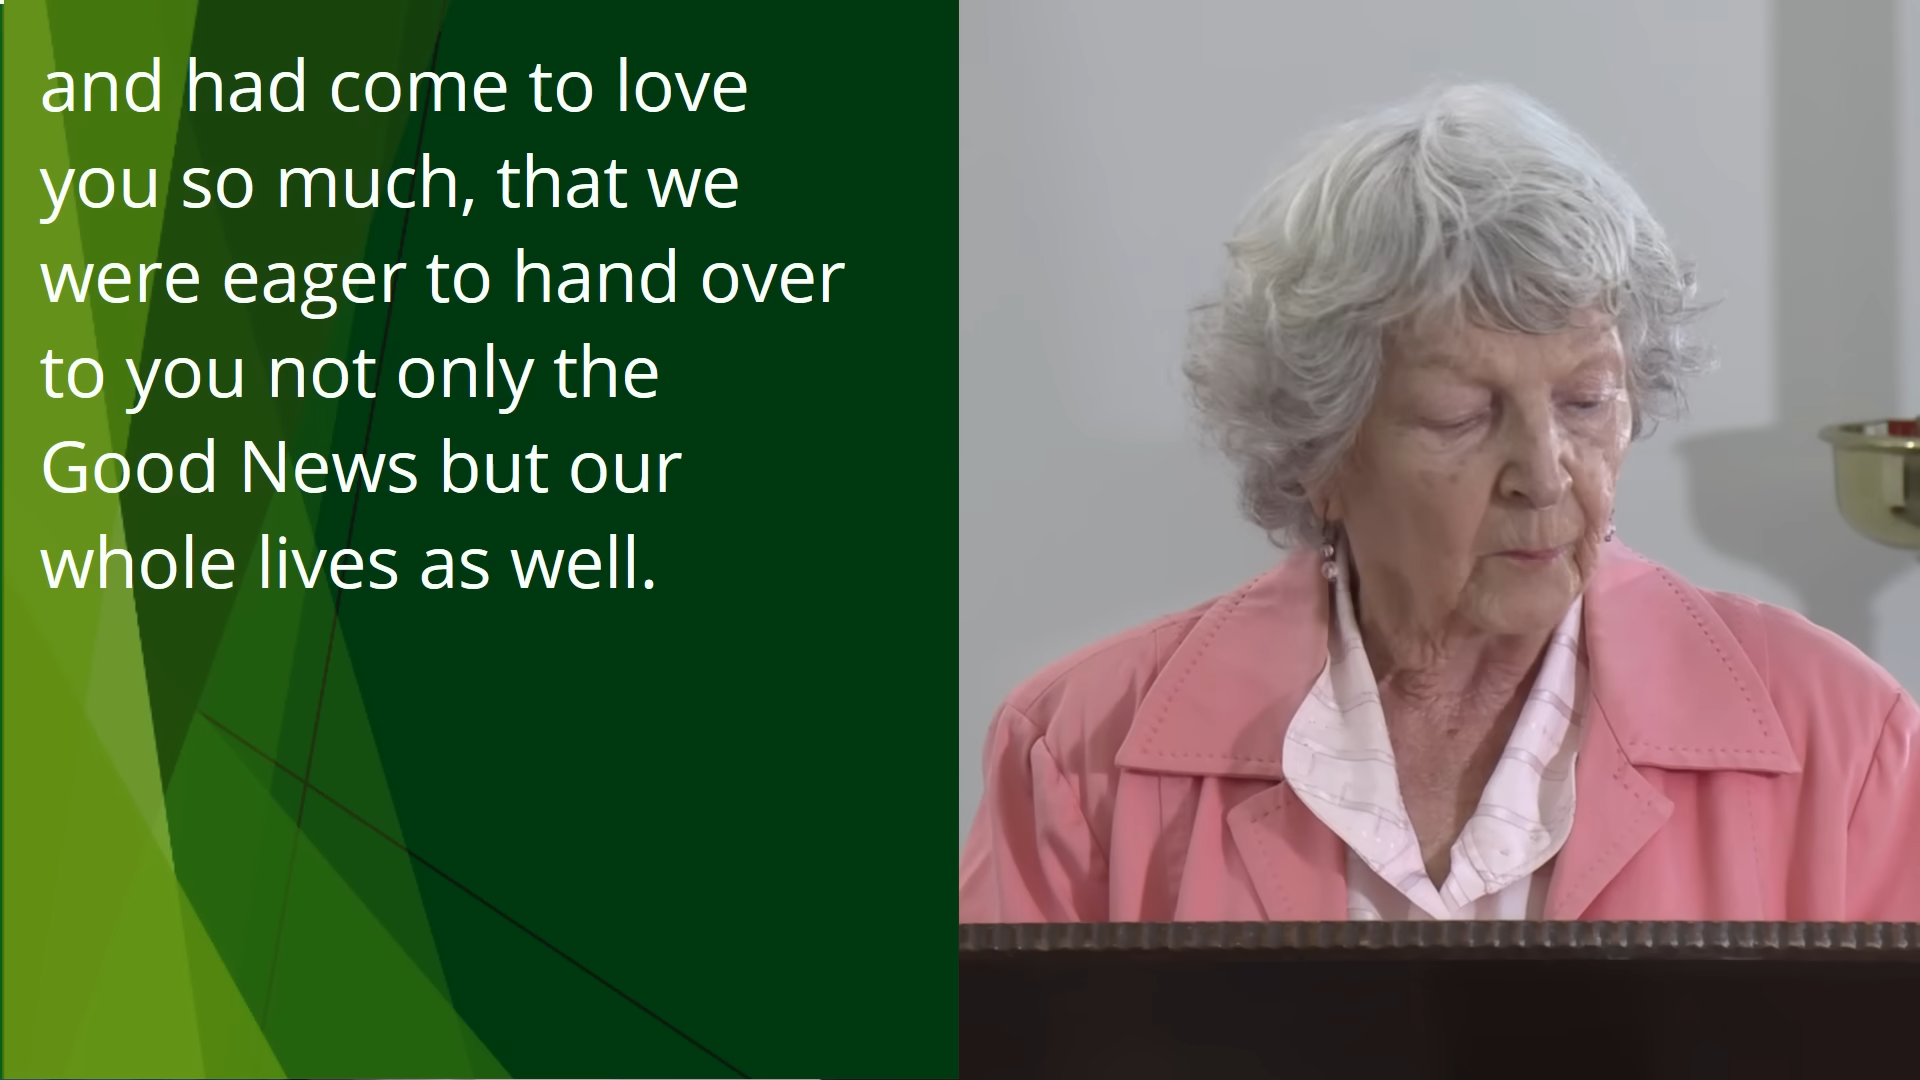 and had come to love
you so much, that we
were eager to hand over
to you not only the
Good News but our
whole lives as well.